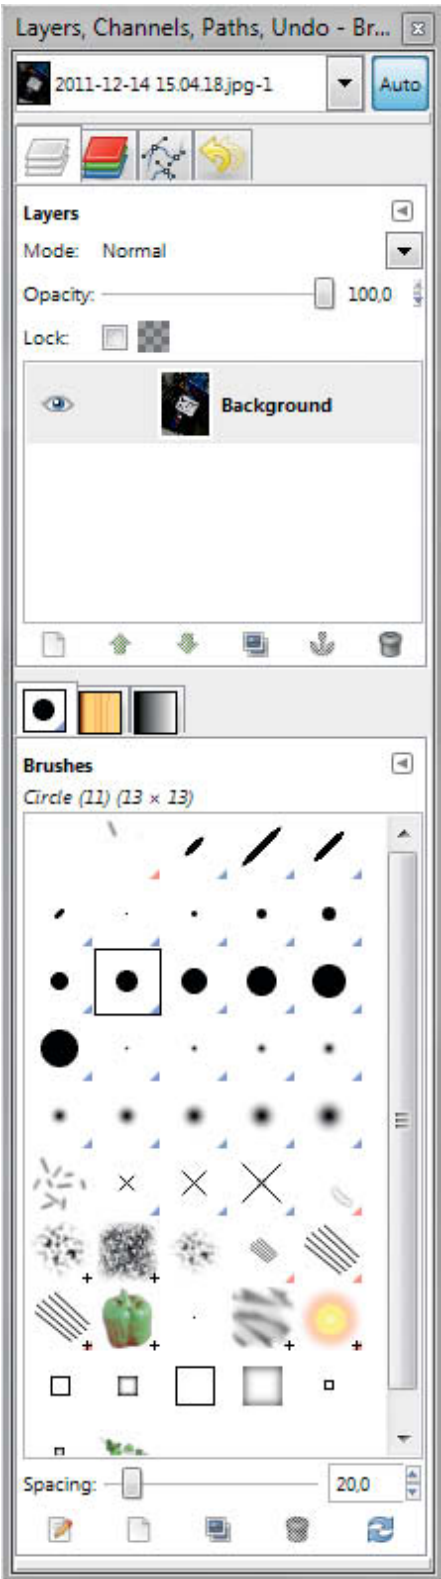 Layers, Channels, Paths, Undo - Br...
2011-12-14 15.04.18.jpg-1
Auto
Layers
Mode: Normal
Opacity: 100,0
Lock:
Background
Brushes
Circle (11) (13 × 13)
Spacing: 20,0